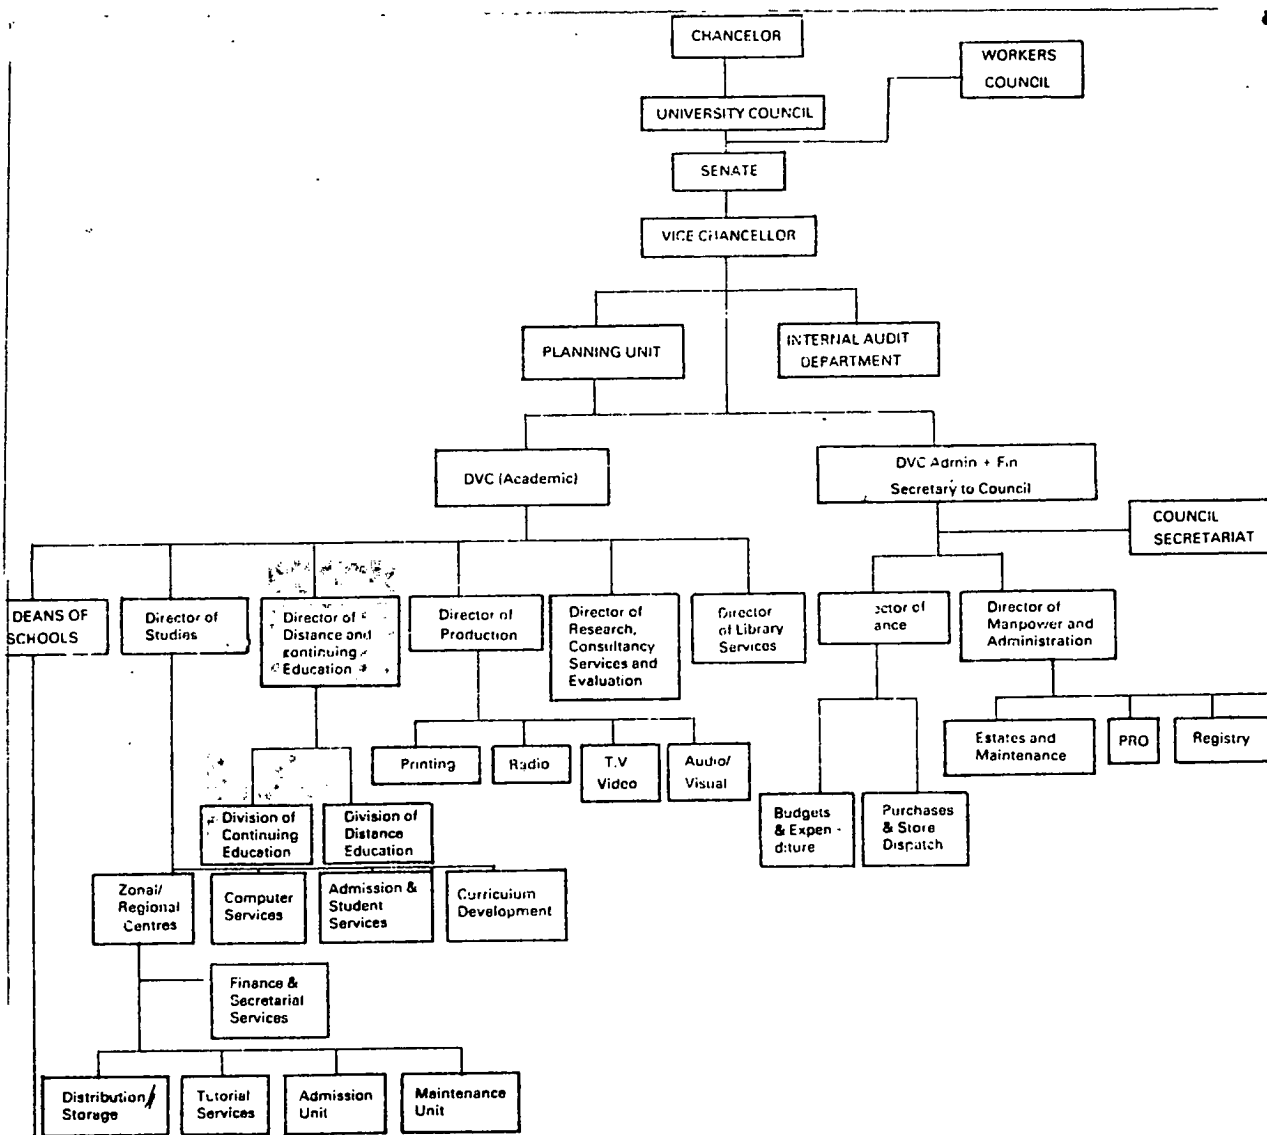 CHANCELOR
WORKERS
COUNCIL
UNIVERSITY COUNCIL
SENATE
VICE CHANCELLOR
PLANNING UNIT
INTERNAL AUDIT
DEPARTMENT
DVC (Academic)
DVC Admin + Fin
Secretary to Council
COUNCIL
SECRETARIAT
DEANS OF
SCHOOLS
Director of
Studies
Director of
Distance and
continuing
Education
Director of
Production
Director of
Research,
Consultancy
Services and
Evaluation
Director
of Library
Services
ector of
ance
Director of
Manpower and
Administration
Printing
Radio
T.V
Video
Audio/
Visual
Estates and
Maintenance
PRO
Registry
Division of
Continuing
Education
Division of
Distance
Education
Budgets
& Expen -
diture
Purchases
& Store
Dispatch
Zonal/
Regional
Centres
Computer
Services
Admission &
Student
Services
Curriculum
Development
Finance &
Secretarial
Services
Distribution/
Storage
Tutorial
Services
Admission
Unit
Maintenance
Unit